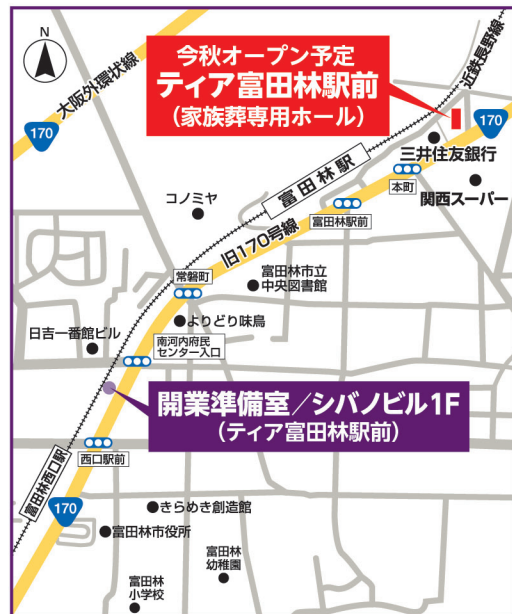 N
大阪外環状線
170
今秋オープン予定
ティア富田林駅前
(家族葬専用ホール)
近鉄長野線
170
三井住友銀行
関西スーパー
本町
富田林駅
富田林駅前
コノミヤ
旧170号線
常磐町
富田林市立
中央図書館
よりどり味鳥
日吉一番館ビル
南河内府民
センター入口
開業準備室/シバノビル1F
(ティア富田林駅前)
西口駅前
富田林西口駅
170
きらめき創造館
富田林市役所
富田林
幼稚園
富田林
小学校